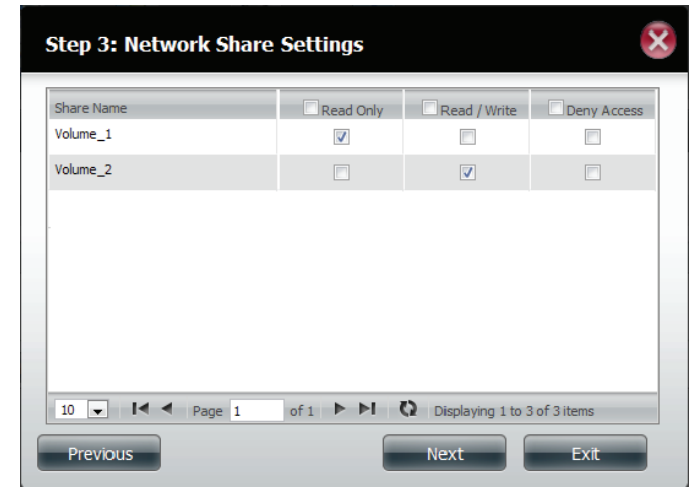 Step 3: Network Share Settings
Share Name Read Only Read / Write Deny Access
Volume_1
Volume_2
10 Page 1 of 1 Displaying 1 to 3 of 3 items
Previous Next Exit